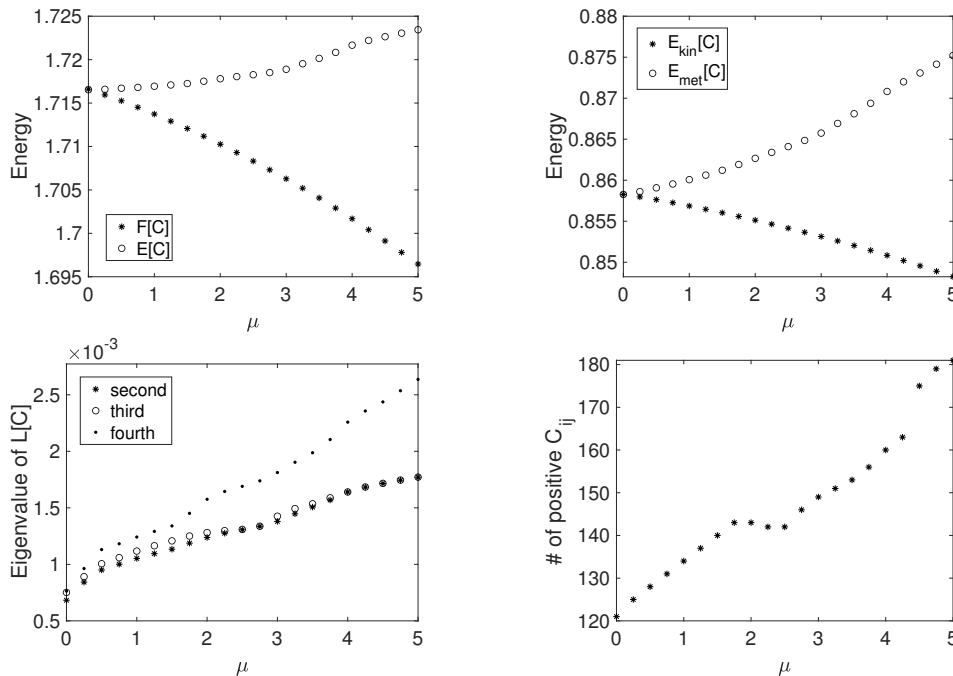 1.725
1.72
1.715
1.71
1.705
1.7
1.695
Energy
F[C]
E[C]
0 1 2 3 4 5
μ
0.88
0.875
0.87
0.865
0.86
0.855
0.85
Energy
E_kin[C]
E_met[C]
0 1 2 3 4 5
μ
×10^-3
2.5
2
1.5
1
0.5
Eigenvalue of L[C]
second
third
fourth
0 1 2 3 4 5
μ
180
170
160
150
140
130
120
# of positive C_ij
0 1 2 3 4 5
μ